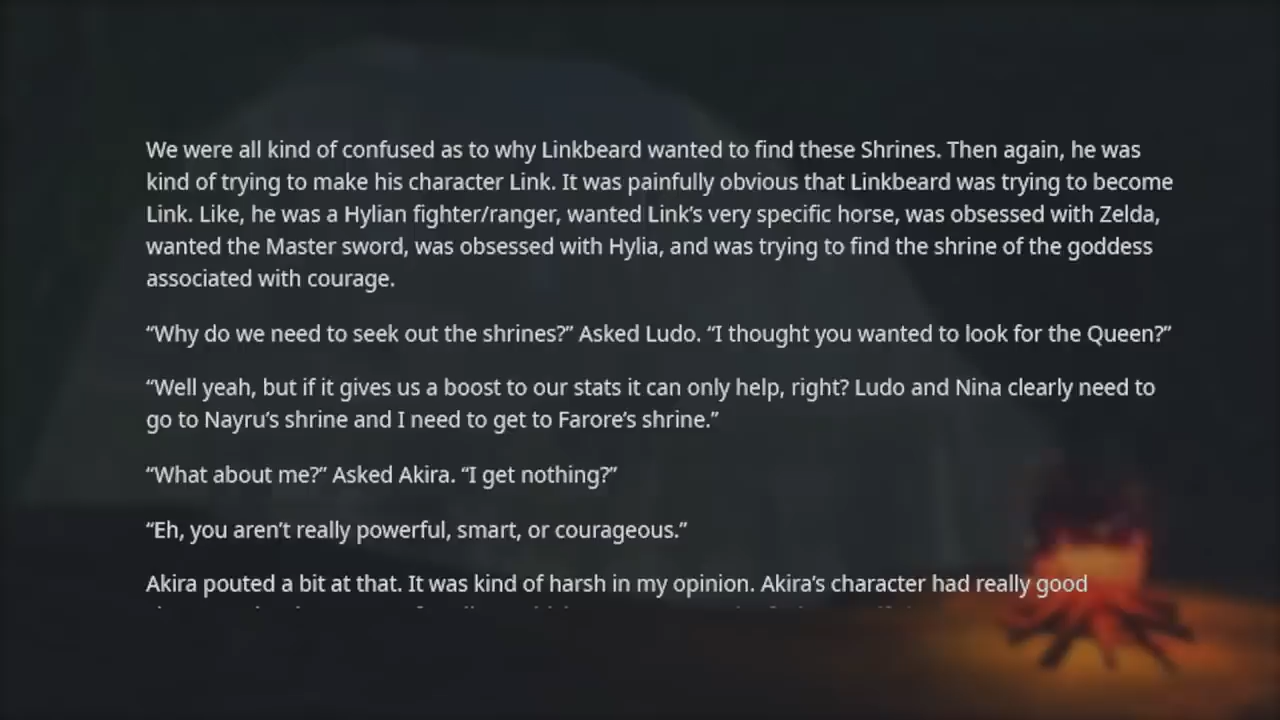 We were all kind of confused as to why Linkbeard wanted to find these Shrines. Then again, he was
kind of trying to make his character Link. It was painfully obvious that Linkbeard was trying to become
Link. Like, he was a Hylian fighter/ranger, wanted Link’s very specific horse, was obsessed with Zelda,
wanted the Master sword, was obsessed with Hylia, and was trying to find the shrine of the goddess
associated with courage.
“Why do we need to seek out the shrines?” Asked Ludo. “I thought you wanted to look for the Queen?”
“Well yeah, but if it gives us a boost to our stats it can only help, right? Ludo and Nina clearly need to
go to Nayru’s shrine and I need to get to Farore’s shrine.”
“What about me?” Asked Akira. “I get nothing?”
“Eh, you aren’t really powerful, smart, or courageous.”
Akira pouted a bit at that. It was kind of harsh in my opinion. Akira’s character had really good